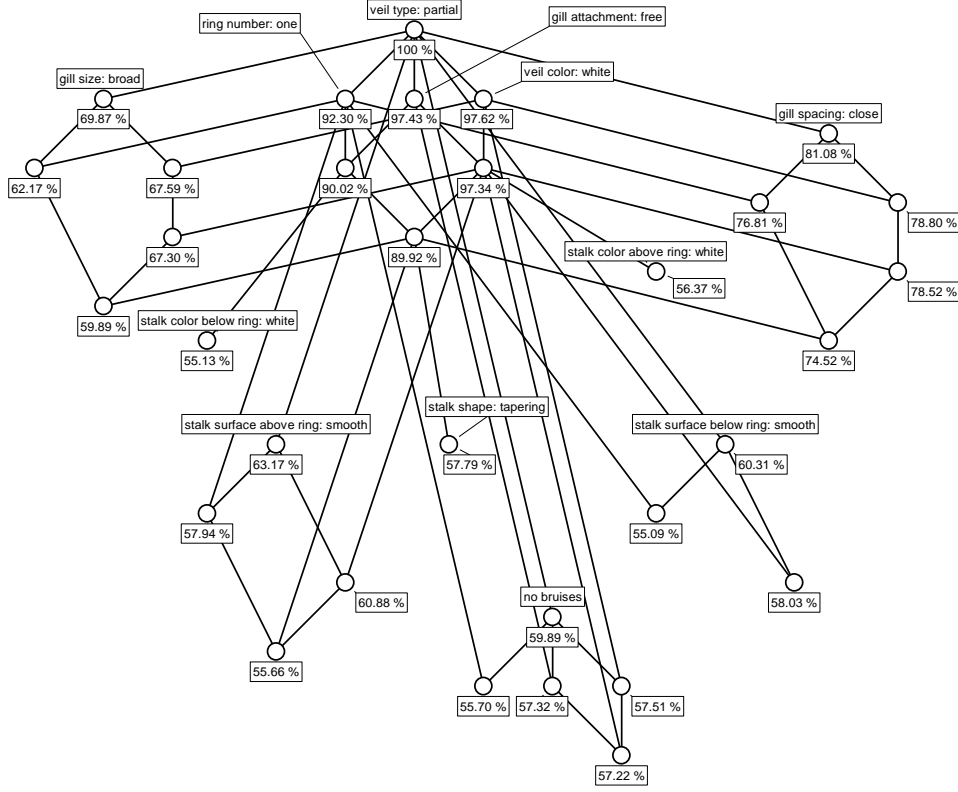 veil type: partial
ring number: one
gill attachment: free
100 %
veil color: white
gill size: broad
69.87 %
92.30 %
97.43 %
97.62 %
gill spacing: close
81.08 %
62.17 %
67.59 %
90.02 %
97.34 %
76.81 %
78.80 %
67.30 %
89.92 %
stalk color above ring: white
56.37 %
78.52 %
59.89 %
stalk color below ring: white
55.13 %
74.52 %
stalk shape: tapering
stalk surface above ring: smooth
stalk surface below ring: smooth
63.17 %
57.79 %
60.31 %
57.94 %
55.09 %
no bruises
60.88 %
58.03 %
59.89 %
55.66 %
55.70 %
57.32 %
57.51 %
57.22 %